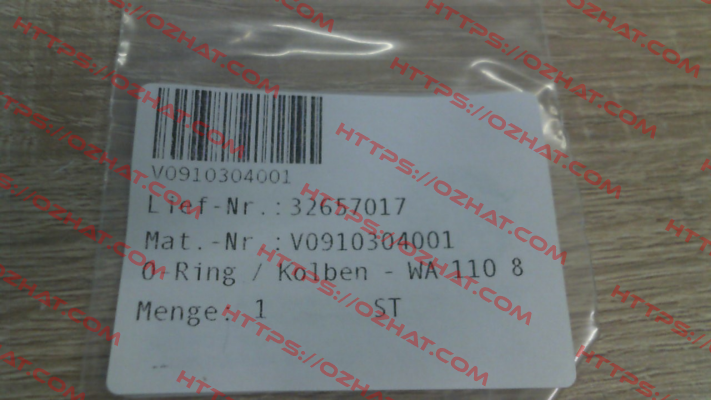 V0910304001
Lief-Nr.:32657017
Mat.-Nr.:V0910304001
O-Ring / Kolben - WA 110 8
Menge: 1 ST
HTTPS://OZHAT.COM